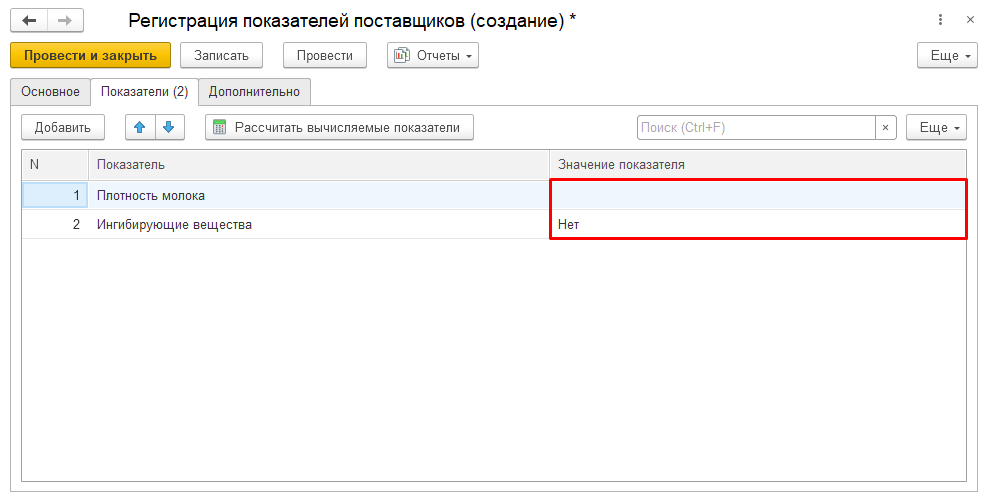 Регистрация показателей поставщиков (создание) *
Провести и закрыть Записать Провести Отчеты Еще
Основное Показатели (2) Дополнительно
Добавить Рассчитать вычисляемые показатели Поиск (Ctrl+F) × Еще
N Показатель Значение показателя
1 Плотность молока
2 Ингибирующие вещества Нет